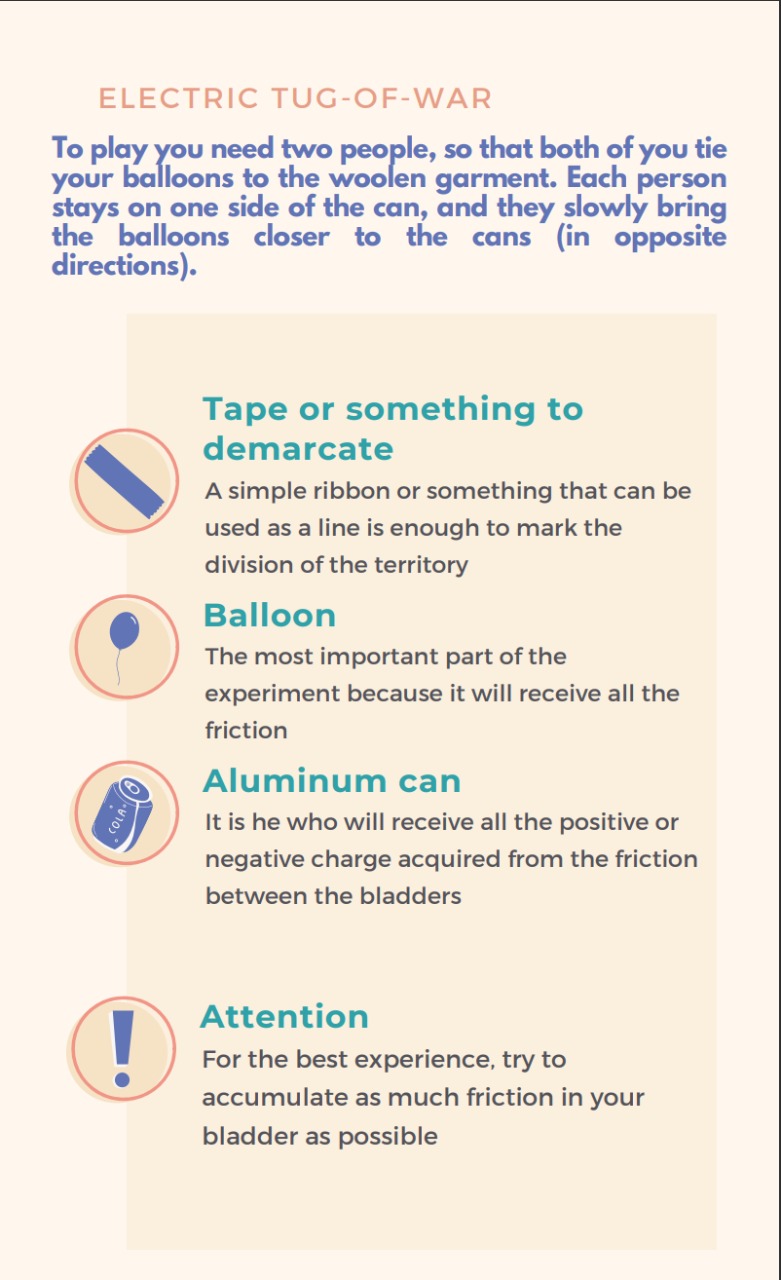 ELECTRIC TUG-OF-WAR
To play you need two people, so that both of you tie
your balloons to the woolen garment. Each person
stays on one side of the can, and they slowly bring
the balloons closer to the cans (in opposite
directions).
Tape or something to
demarcate
A simple ribbon or something that can be
used as a line is enough to mark the
division of the territory
Balloon
The most important part of the
experiment because it will receive all the
friction
Aluminum can
COLA
It is he who will receive all the positive or
negative charge acquired from the friction
between the bladders
Attention
For the best experience, try to
accumulate as much friction in your
bladder as possible